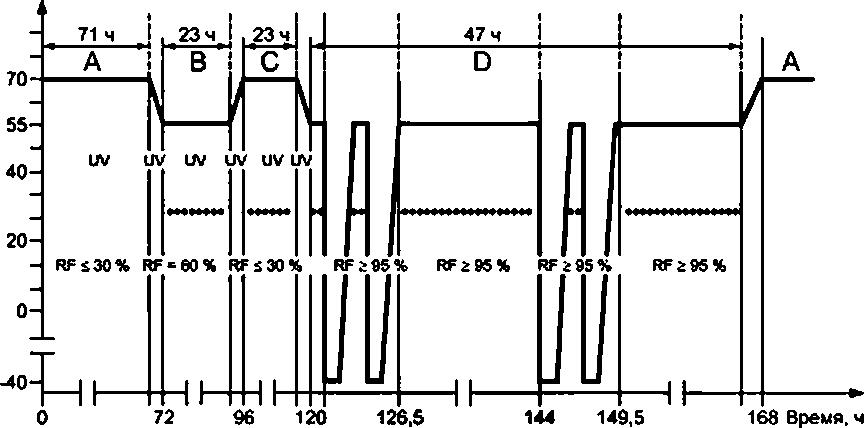 71 ч 23 ч 23 ч 47 ч
A B C D A
70
55
UV UV UV UV UV UV
40
20
RF ≤ 30 % RF = 60 % RF ≤ 30 % RF ≥ 95 % RF ≥ 95 % RF ≥ 95 % RF ≥ 95 %
0
-40
0 72 96 120 126,5 144 149,5 168 Время, ч